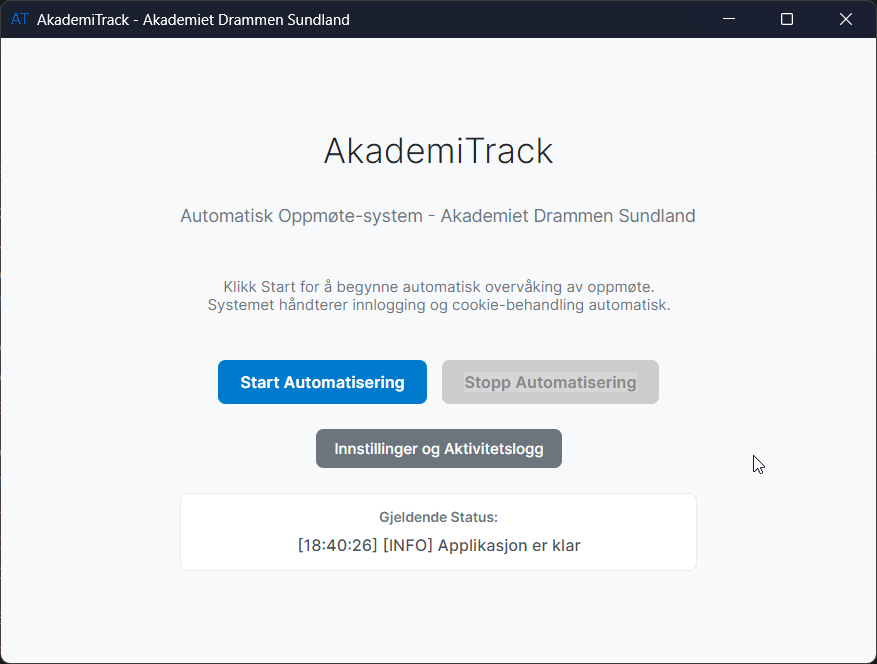 AT AkademiTrack - Akademiet Drammen Sundland
AkademiTrack
Automatisk Oppmøte-system - Akademiet Drammen Sundland
Klikk Start for å begynne automatisk overvåking av oppmøte.
Systemet håndterer innlogging og cookie-behandling automatisk.
Start Automatisering
Stopp Automatisering
Innstillinger og Aktivitetslogg
Gjeldende Status:
[18:40:26] [INFO] Applikasjon er klar